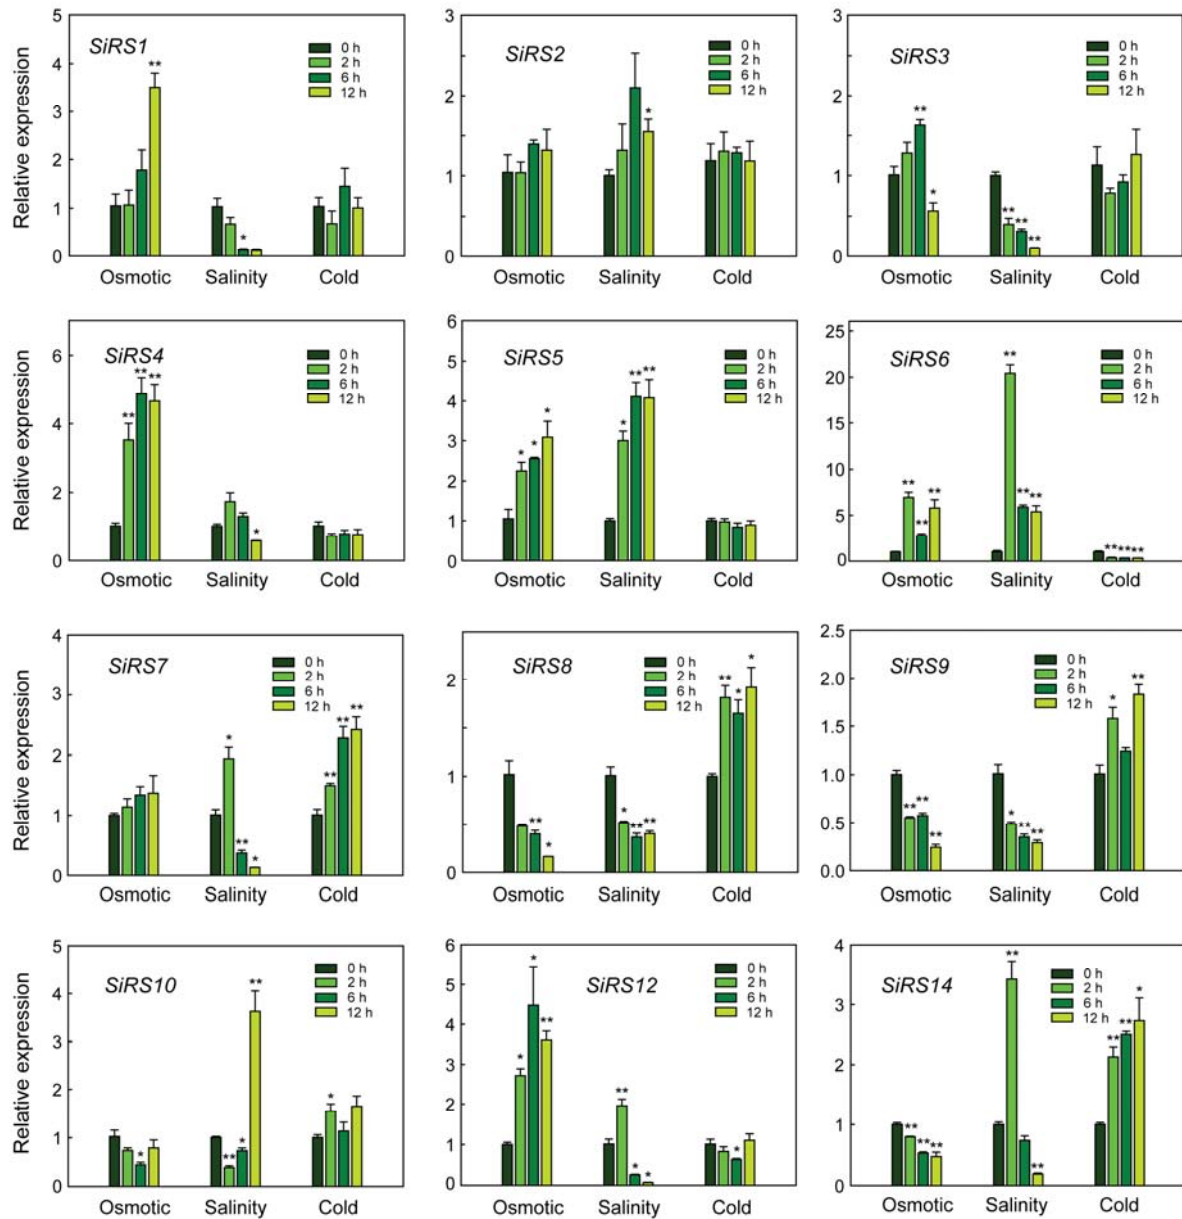 Relative expression
5
4
3
2
1
0
SiRS1
0 h
2 h
6 h
12 h
**
*
Osmotic
Salinity
Cold
3
2
1
0
SiRS2
0 h
2 h
6 h
12 h
*
Osmotic
Salinity
Cold
3
2
1
0
SiRS3
0 h
2 h
6 h
12 h
**
*
**
**
**
Osmotic
Salinity
Cold
Relative expression
6
4
2
0
SiRS4
0 h
2 h
6 h
12 h
**
**
**
*
Osmotic
Salinity
Cold
6
5
4
3
2
1
0
SiRS5
0 h
2 h
6 h
12 h
*
*
*
*
**
**
Osmotic
Salinity
Cold
25
20
15
10
5
0
SiRS6
0 h
2 h
6 h
12 h
**
**
**
**
**
**
**
**
**
Osmotic
Salinity
Cold
Relative expression
4
3
2
1
0
SiRS7
0 h
2 h
6 h
12 h
*
**
*
**
**
**
Osmotic
Salinity
Cold
2
1
0
SiRS8
0 h
2 h
6 h
12 h
**
*
*
**
**
**
*
*
Osmotic
Salinity
Cold
2.5
2.0
1.5
1.0
0.5
0.0
SiRS9
0 h
2 h
6 h
12 h
**
**
**
*
**
**
*
**
Osmotic
Salinity
Cold
Relative expression
5
4
3
2
1
0
SiRS10
0 h
2 h
6 h
12 h
*
**
*
**
*
Osmotic
Salinity
Cold
6
5
4
3
2
1
0
SiRS12
0 h
2 h
6 h
12 h
*
*
**
**
*
*
*
Osmotic
Salinity
Cold
4
3
2
1
0
SiRS14
0 h
2 h
6 h
12 h
**
**
**
**
**
**
**
*
Osmotic
Salinity
Cold